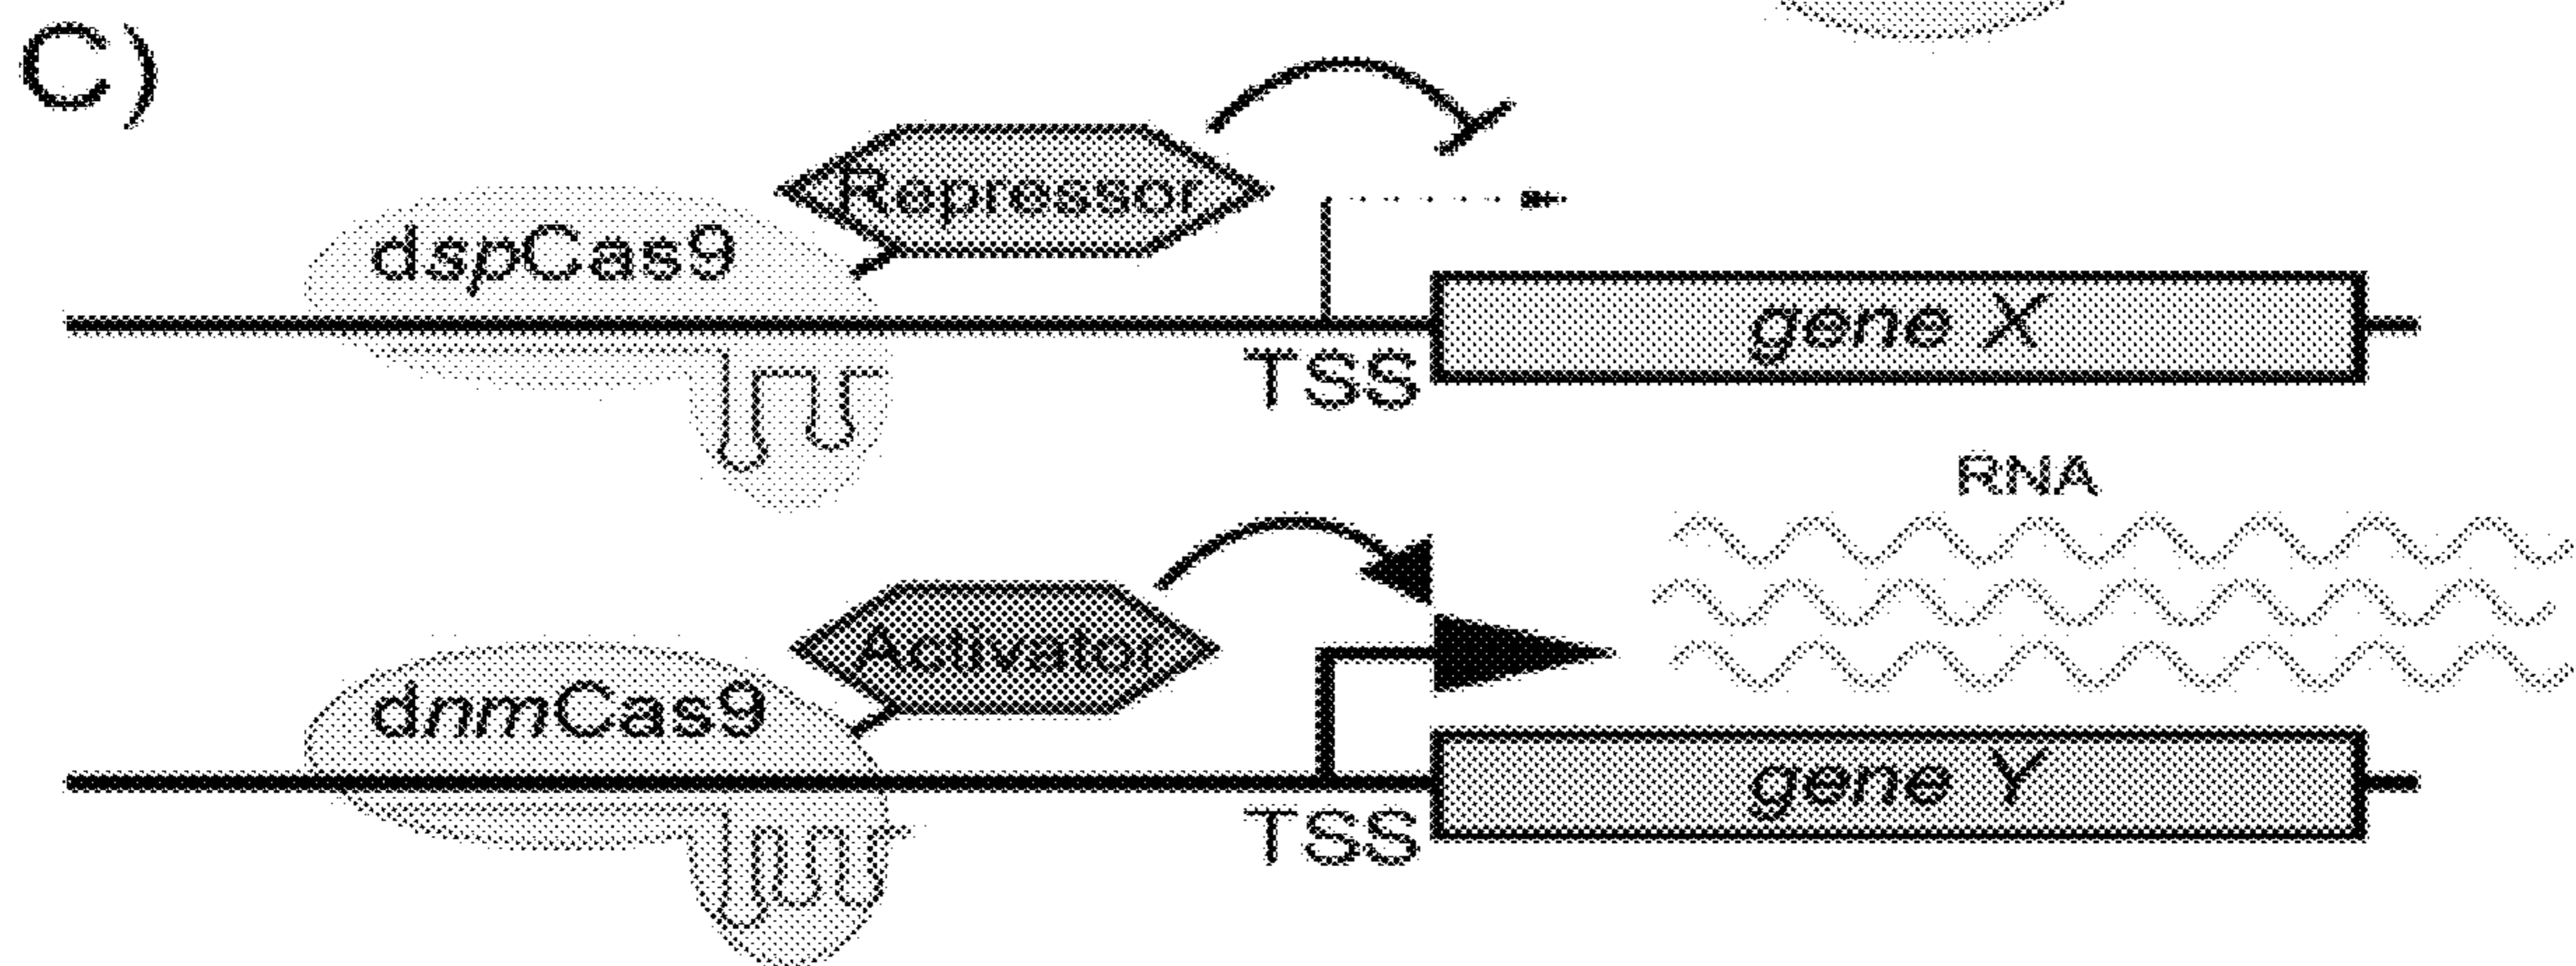 C)
Repressor
dspCas9
gene X
TSS
RNA
Activator
dnmCas9
gene Y
TSS